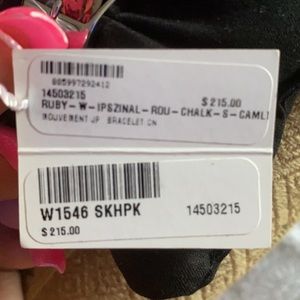 805997292412
14503215 $215.00
RUBY-W-IPSZINAL-ROU-CHALK-S-CAMLI
MOUVEMENT JP BRACELET CN
W1546 SKHPK 14503215
$215.00